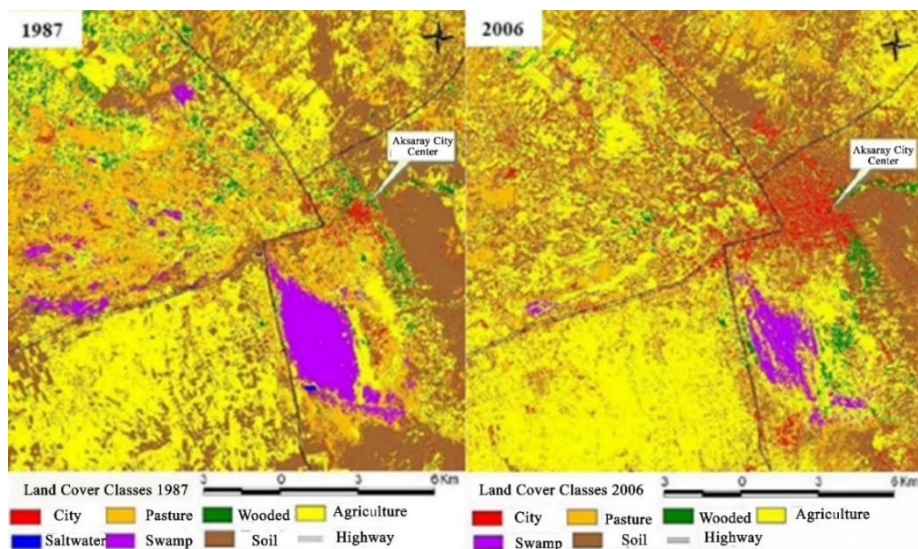 1987
Aksaray City
Center
Land Cover Classes 1987
3 0 3 6 Km
City Pasture Wooded Agriculture
Saltwater Swamp Soil Highway
2006
Aksaray City
Center
Land Cover Classes 2006
3 0 3 6 Km
City Pasture Wooded Agriculture
Swamp Soil Highway